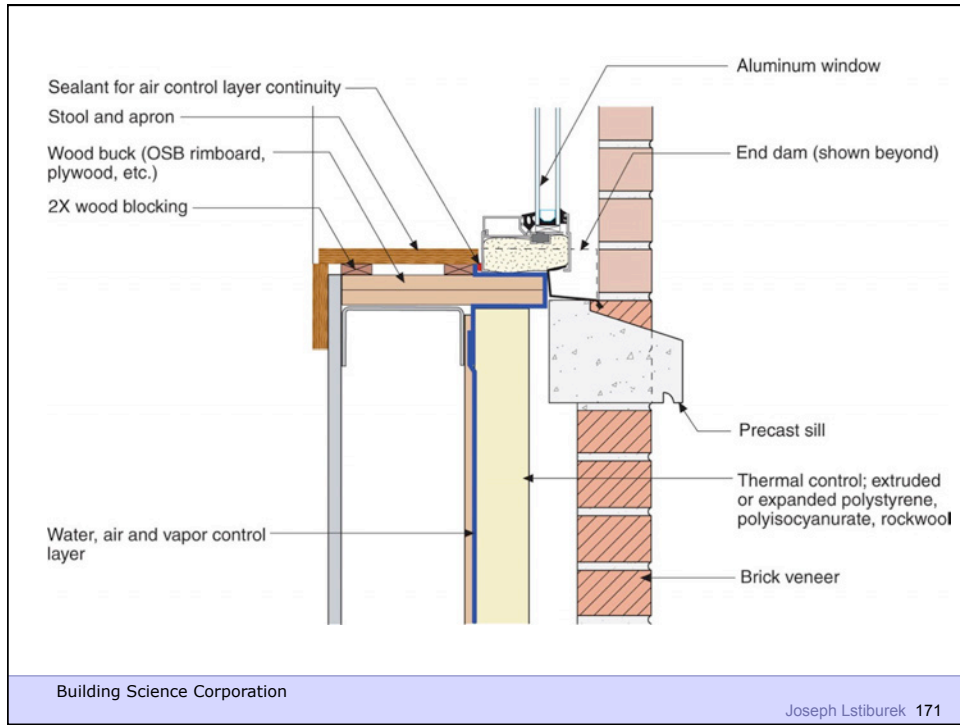 Sealant for air control layer continuity
Stool and apron
Wood buck (OSB rimboard,
plywood, etc.)
2X wood blocking
Water, air and vapor control
layer
Aluminum window
End dam (shown beyond)
Precast sill
Thermal control; extruded
or expanded polystyrene,
polyisocyanurate, rockwool
Brick veneer
Building Science Corporation
Joseph Lstiburek 171